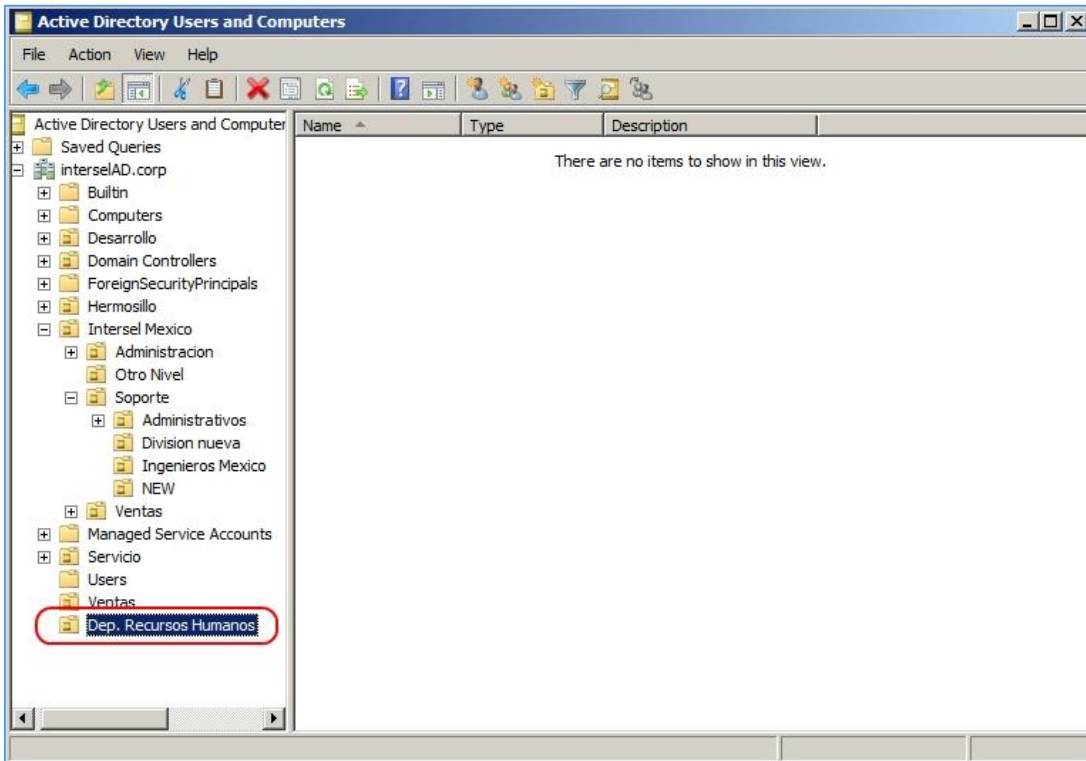 Active Directory Users and Computers
File Action View Help
Active Directory Users and Computer
Name Type Description
Saved Queries
There are no items to show in this view.
interselAD.corp
Builtin
Computers
Desarrollo
Domain Controllers
ForeignSecurityPrincipals
Hermosillo
Intersel Mexico
Administracion
Otro Nivel
Soporte
Administrativos
Division nueva
Ingenieros Mexico
NEW
Ventas
Managed Service Accounts
Servicio
Users
Ventas
Dep. Recursos Humanos